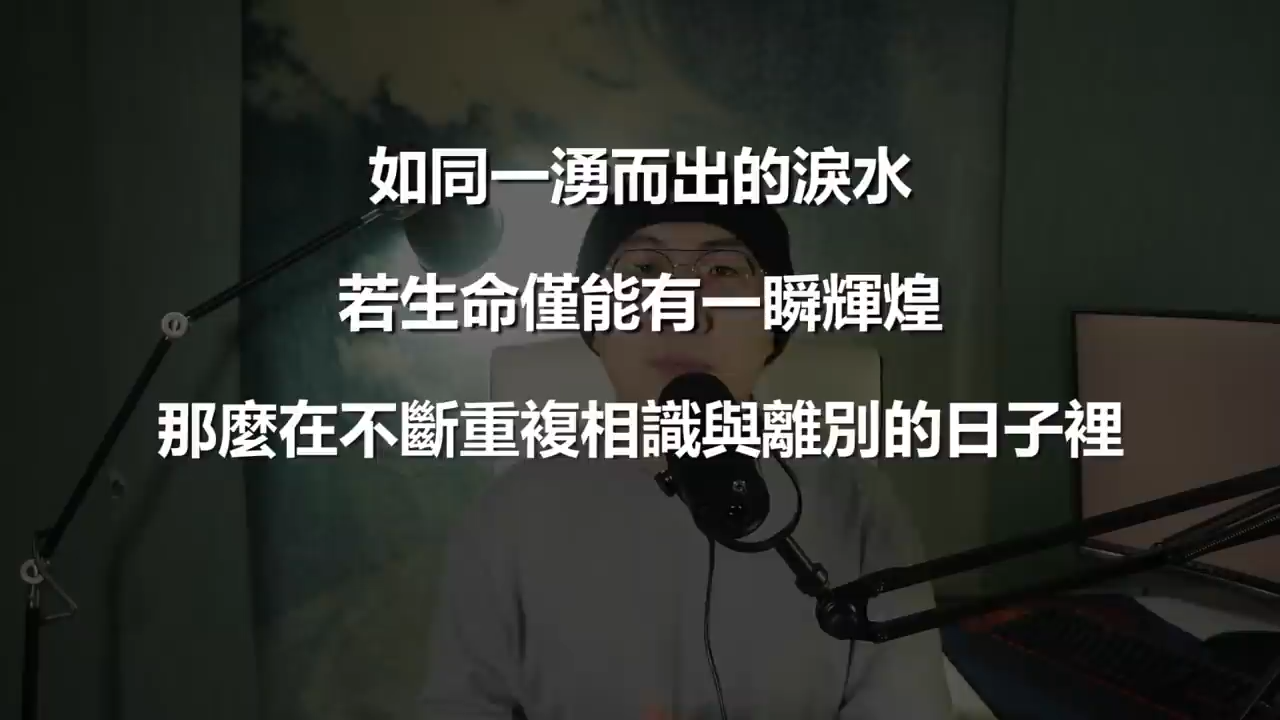 如同一湧而出的淚水
若生命僅能有一瞬輝煌
那麼在不斷重複相識與離別的日子裡